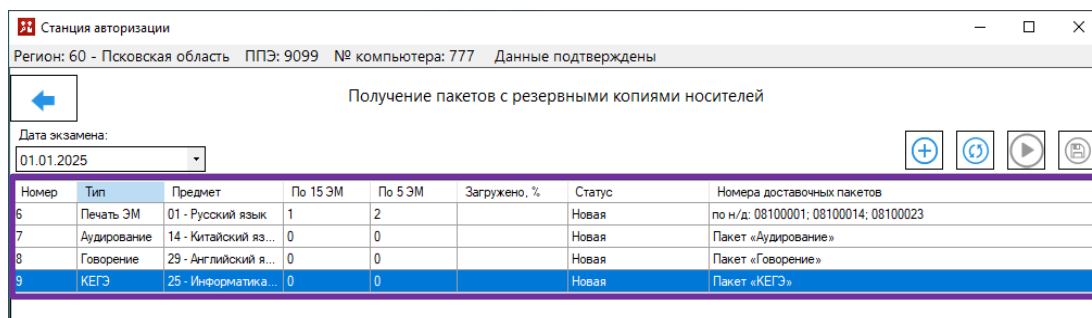 Станция авторизации
Регион: 60 - Псковская область ППЭ: 9099 № компьютера: 777 Данные подтверждены
Получение пакетов с резервными копиями носителей
Дата экзамена:
01.01.2025
Номер Тип Предмет По 15 ЭМ По 5 ЭМ Загружено, % Статус Номера доставочных пакетов
6 Печать ЭМ 01 - Русский язык 1 2 Новая по н/д: 08100001; 08100014; 08100023
7 Аудирование 14 - Китайский яз... 0 0 Новая Пакет «Аудирование»
8 Говорение 29 - Английский я... 0 0 Новая Пакет «Говорение»
9 КЕГЭ 25 - Информатика... 0 0 Новая Пакет «КЕГЭ»